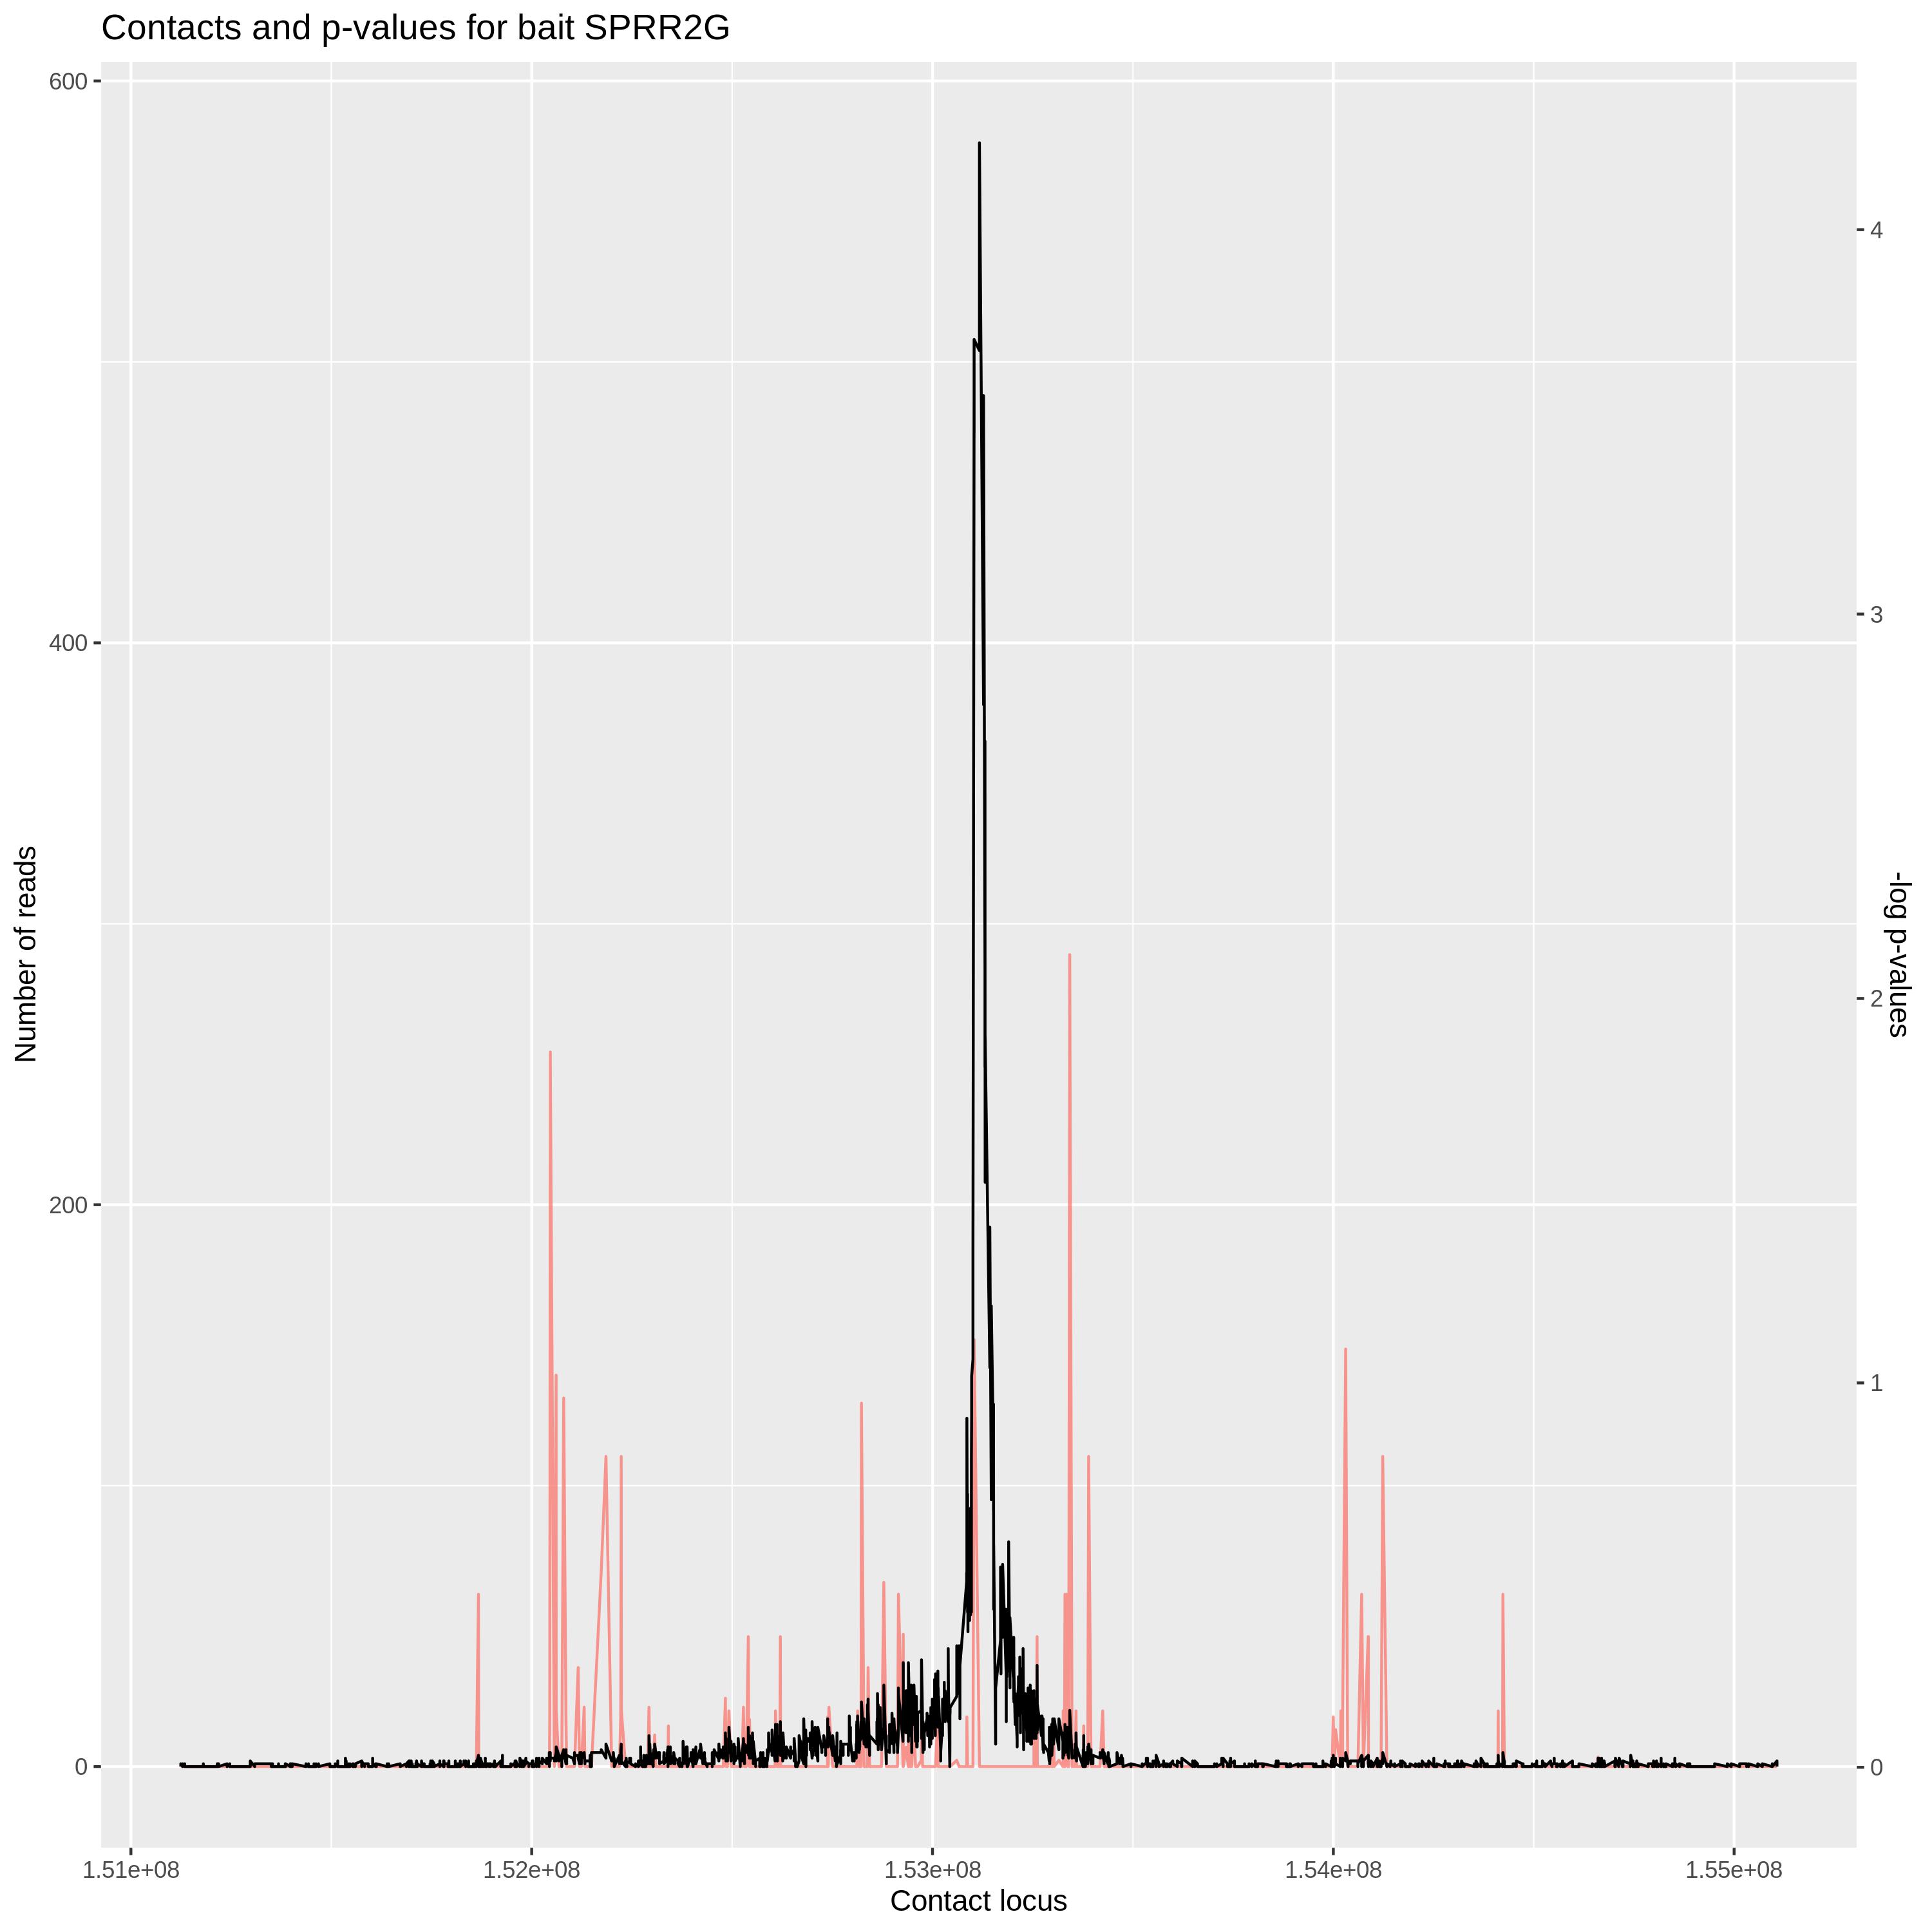 Contacts and p-values for bait SPRR2G
600
400
200
0
Number of reads
4
3
2
1
0
-log p-values
1.51e+08
1.52e+08
1.53e+08
1.54e+08
1.55e+08
Contact locus